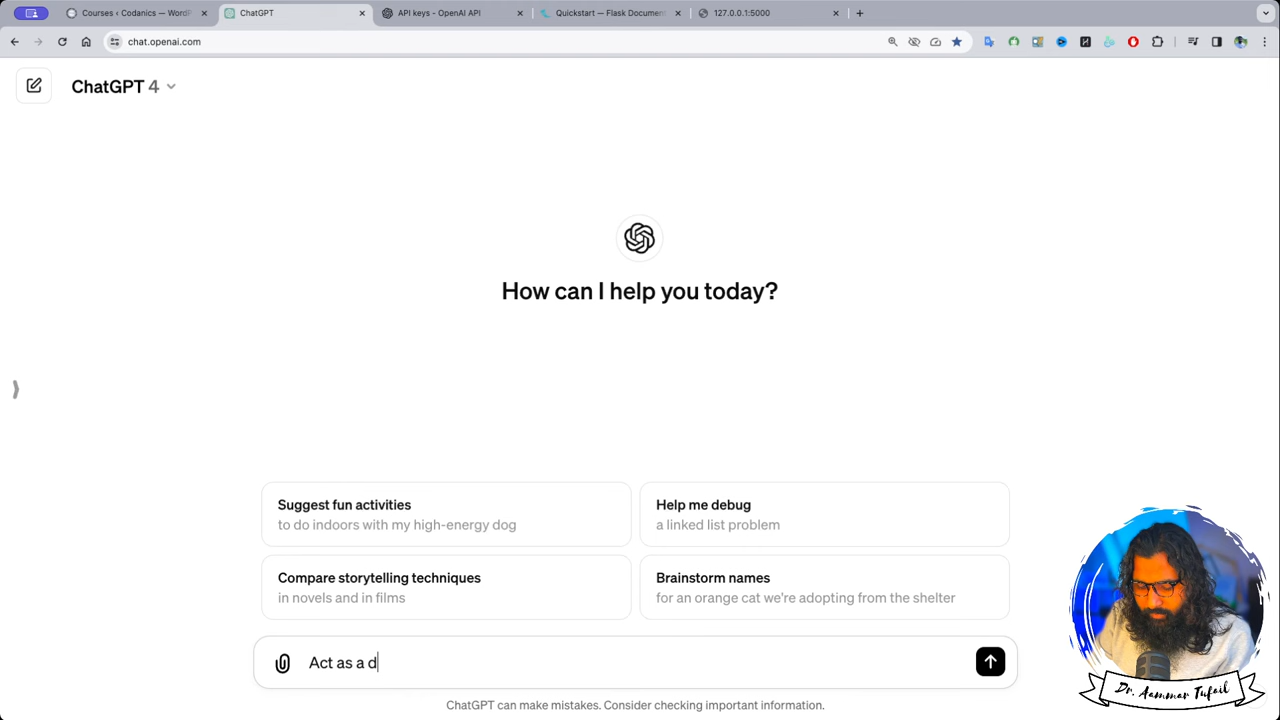 Courses < Codanics — WordP
ChatGPT
API keys - OpenAI API
Quickstart — Flask Document
127.0.0.1:5000
chat.openai.com
ChatGPT 4
How can I help you today?
Suggest fun activities
to do indoors with my high-energy dog
Help me debug
a linked list problem
Compare storytelling techniques
in novels and in films
Brainstorm names
for an orange cat we're adopting from the shelter
Act as a d
ChatGPT can make mistakes. Consider checking important information.
Dr. Aammar Tufail